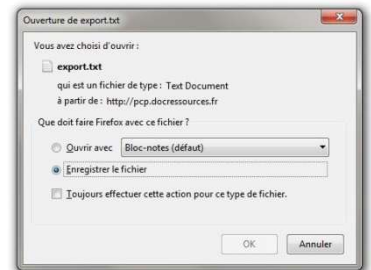 Ouverture de export.txt
Vous avez choisi d'ouvrir :
export.txt
qui est un fichier de type : Text Document
à partir de : http://pcp.docressources.fr
Que doit faire Firefox avec ce fichier ?
Ouvrir avec Bloc-notes (défaut)
Enregistrer le fichier
Toujours effectuer cette action pour ce type de fichier.
OK Annuler